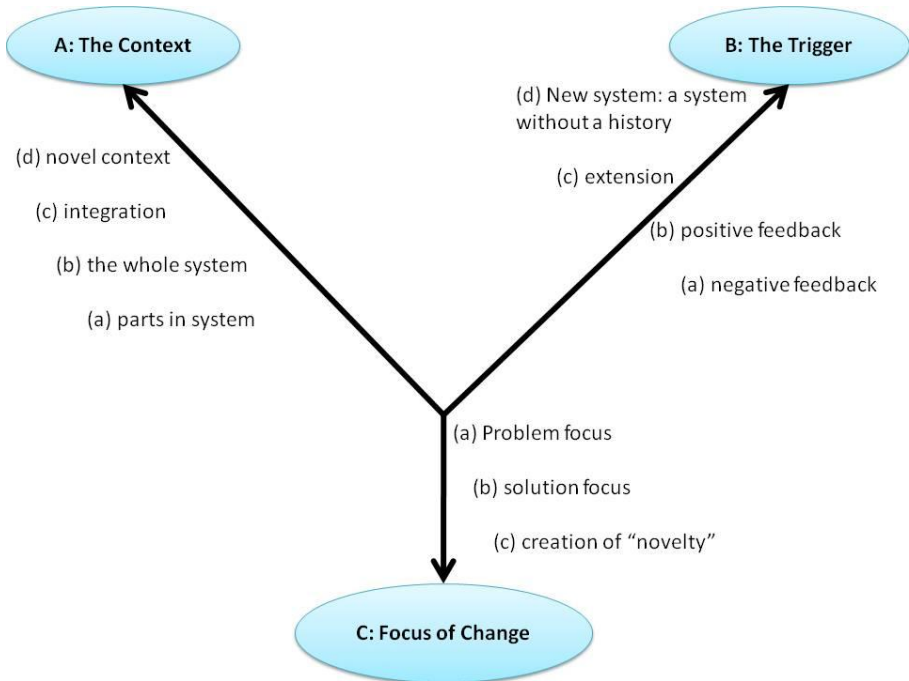 A: The Context
B: The Trigger
(d) New system: a system
without a history
(d) novel context
(c) extension
(c) integration
(b) positive feedback
(b) the whole system
(a) negative feedback
(a) parts in system
(a) Problem focus
(b) solution focus
(c) creation of “novelty”
C: Focus of Change